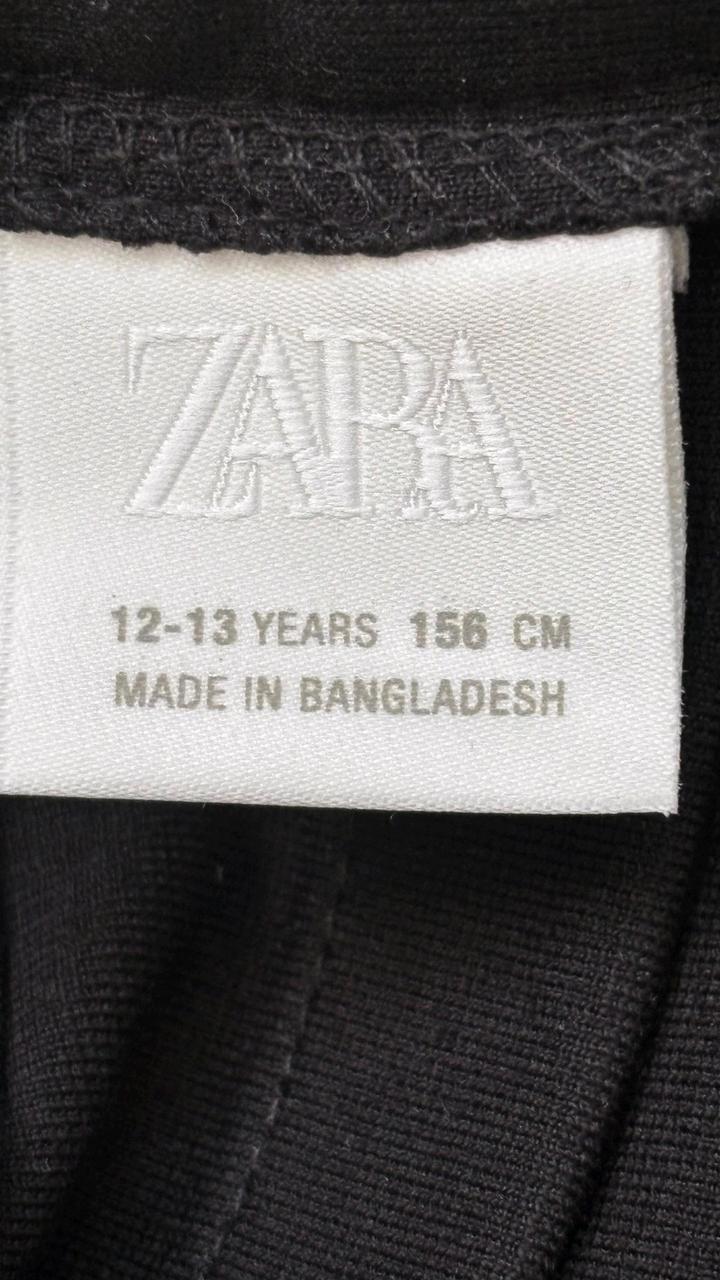 ZARA
12-13 YEARS 156 CM
MADE IN BANGLADESH